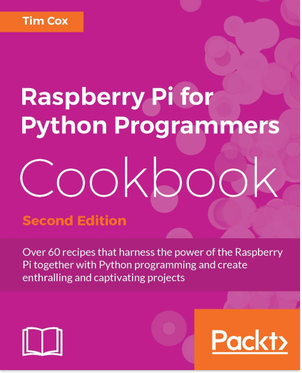 Tim Cox
Raspberry Pi for
Python Programmers
Cookbook
Second Edition
Over 60 recipes that harness the power of the Raspberry
Pi together with Python programming and create
enthralling and captivating projects
Packt>